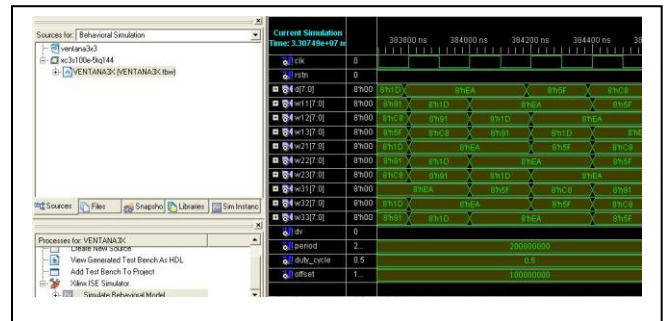 Sources for: Behavioral Simulation
ventana3x3
xc3s100e-5tq144
VENTANA3X (VENTANA3X.tbw)
Sources Files Snapsho Libraries Sim Instanc
Processes for: VENTANA3X
Create New Source
View Generated Test Bench As HDL
Add Test Bench To Project
Xilinx ISE Simulator
Simulate Behavioral Model
Current Simulation
Time: 3.30749e+07 n
383800 ns 384000 ns 384200 ns 384400 ns 38
clk 0
rstn 0
d[7:0] 8'h00 8'h1D 8'hEA 8'h5F 8'hC8
w11[7:0] 8'h00 8'h91 8'h1D 8'hEA 8'h5F
w12[7:0] 8'h00 8'hC8 8'h91 8'h1D 8'hEA
w13[7:0] 8'h00 8'h5F 8'hC8 8'h91 8'h1D 8'hE
w21[7:0] 8'h00 8'h1D 8'hEA 8'h5F 8'hC8
w22[7:0] 8'h00 8'h91 8'h1D 8'hEA 8'h5F
w23[7:0] 8'h00 8'hC8 8'h91 8'h1D 8'hEA
w31[7:0] 8'h00 8'hEA 8'h5F 8'hC8 8'h91
w32[7:0] 8'h00 8'h1D 8'hEA 8'h5F 8'hC8
w33[7:0] 8'h00 8'h91 8'h1D 8'hEA 8'h5F
dv 0
period 2... 200000000
duty_cycle 0.5 0.5
offset 1... 100000000